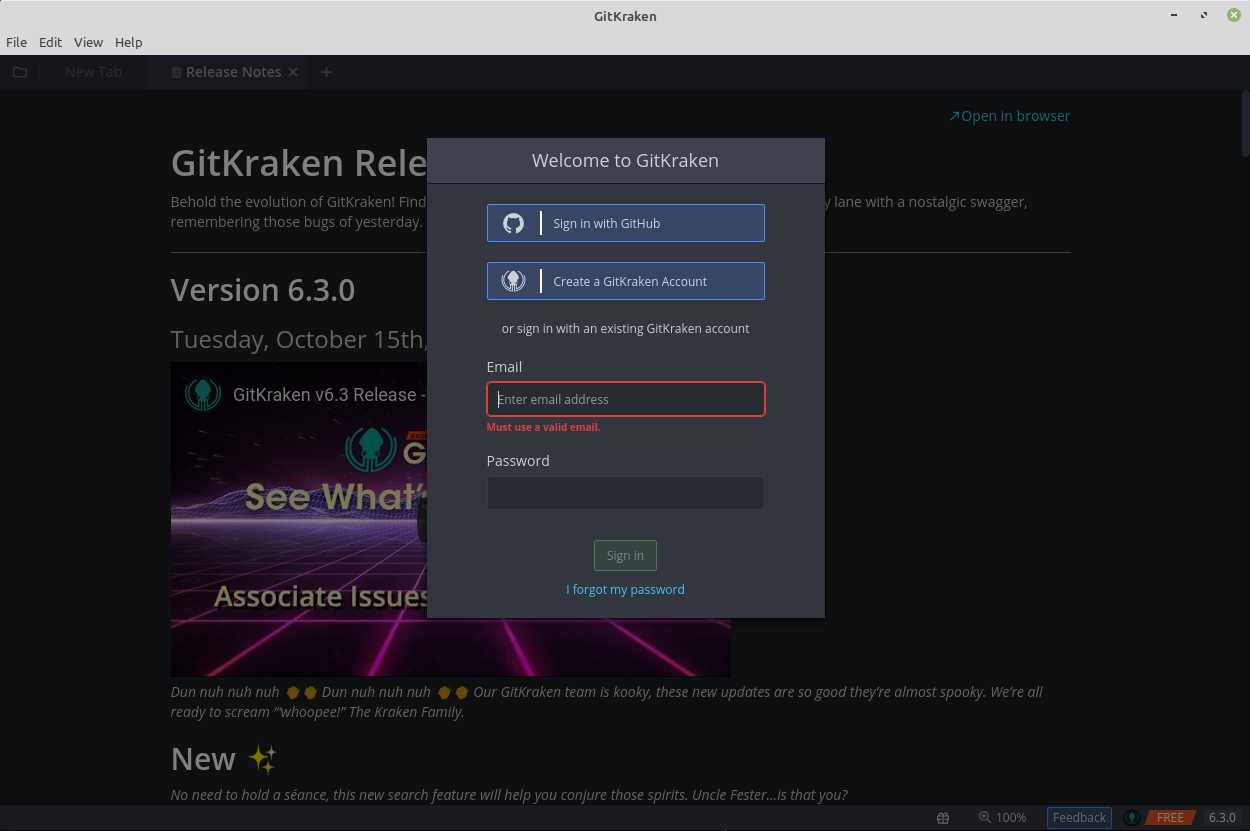 GitKraken
File Edit View Help
New Tab Release Notes
Open in browser
GitKraken Rele
Behold the evolution of GitKraken! Find y lane with a nostalgic swagger,
remembering those bugs of yesterday.
Version 6.3.0
Tuesday, October 15th,
GitKraken v6.3 Release -
G
See What's
Associate Issues
Welcome to GitKraken
Sign in with GitHub
Create a GitKraken Account
or sign in with an existing GitKraken account
Email
Enter email address
Must use a valid email.
Password
Sign in
I forgot my password
Dun nuh nuh nuh 👏👏 Dun nuh nuh nuh 👏👏 Our GitKraken team is kooky, these new updates are so good they're almost spooky. We're all
ready to scream "“whoopee!” The Kraken Family.
New ✨
No need to hold a séance, this new search feature will help you conjure those spirits. Uncle Fester...is that you?
100% Feedback FREE 6.3.0